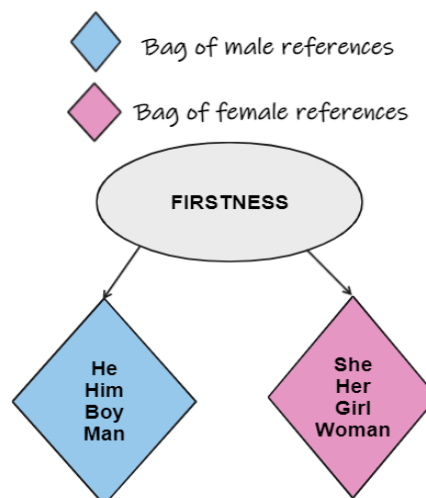 Bag of male references
Bag of female references
FIRSTNESS
He
Him
Boy
Man
She
Her
Girl
Woman